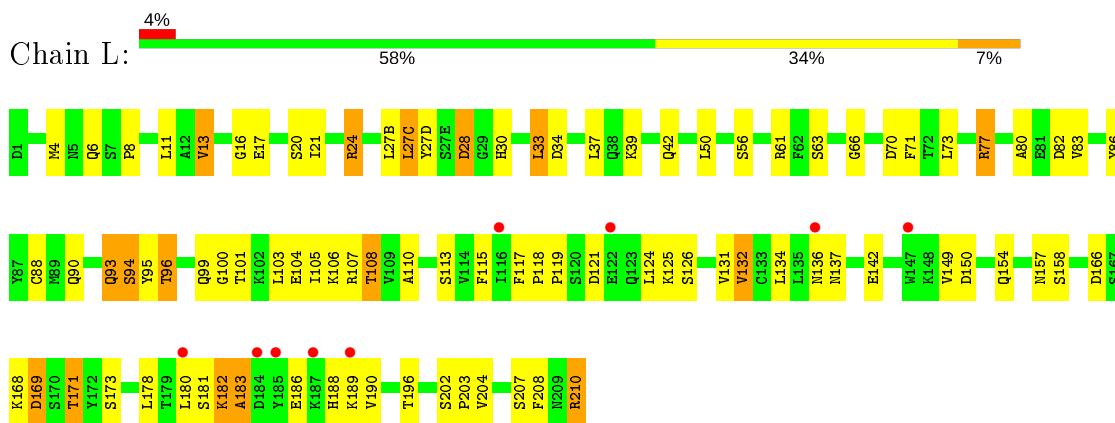 4%
Chain L:
58% 34% 7%
D1 M4 N5 Q6 S7 P8 L11 A12 V13 G16 E17 S20 I21 R24 L27B L27C Y27D S27E D28 G29 H30 L33 D34 L37 Q38 K39 Q42 L50 S56 R61 F62 S63 G66 D70 F71 T72 L73 R77 A80 E81 D82 V83
Y87 C88 M89 Q90 Q93 S94 Y95 T96 Q99 G100 T101 K102 L103 E104 I105 K106 R107 T108 V109 A110 S113 V114 F115 I116 F117 P118 P119 S120 D121 E122 Q123 L124 K125 S126 V131 V132 C133 L134 L135 N136 N137 E142 W147 K148 V149 D150 Q154 N157 S158 D166
K168 D169 S170 T171 Y172 S173 L178 T179 L180 S181 K182 A183 D184 Y185 E186 K187 H188 K189 V190 T196 S202 P203 V204 S207 F208 N209 R210